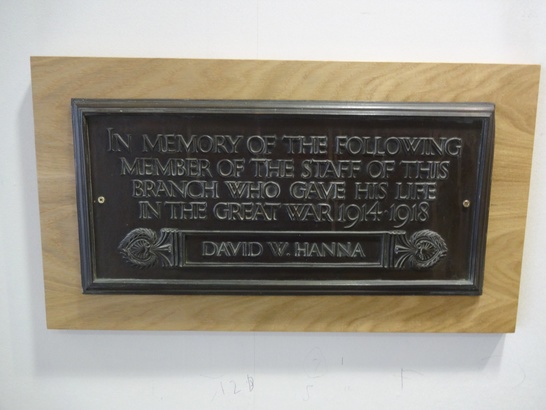 IN MEMORY OF THE FOLLOWING
MEMBER OF THE STAFF OF THIS
BRANCH WHO GAVE HIS LIFE
IN THE GREAT WAR 1914-1918
DAVID W. HANNA